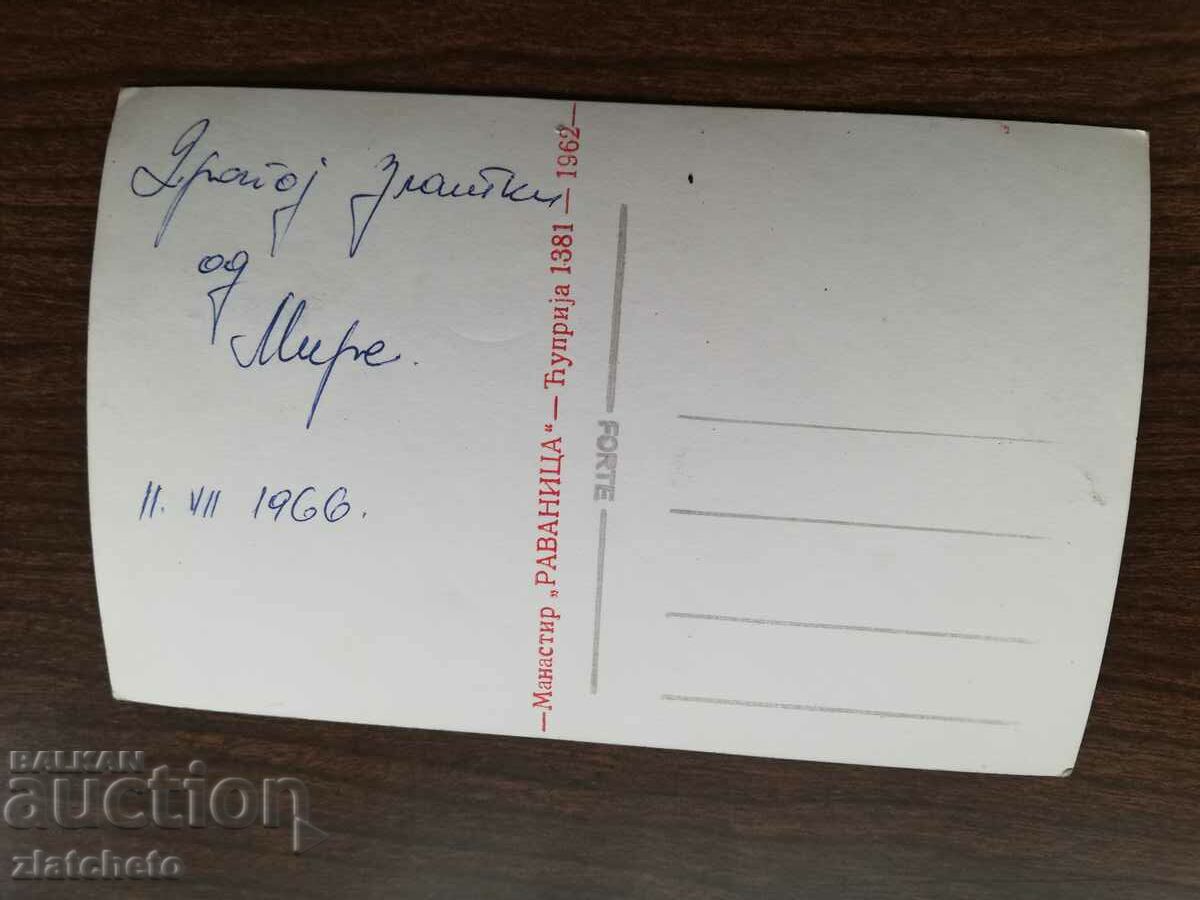 Драгој Златки
од
Мире.
11. VII 1966.
—Манастир „РАВАНИЦА“— Ћуприја 1381 — 1962—
FORTE
BALKAN
auction
zlatcheto